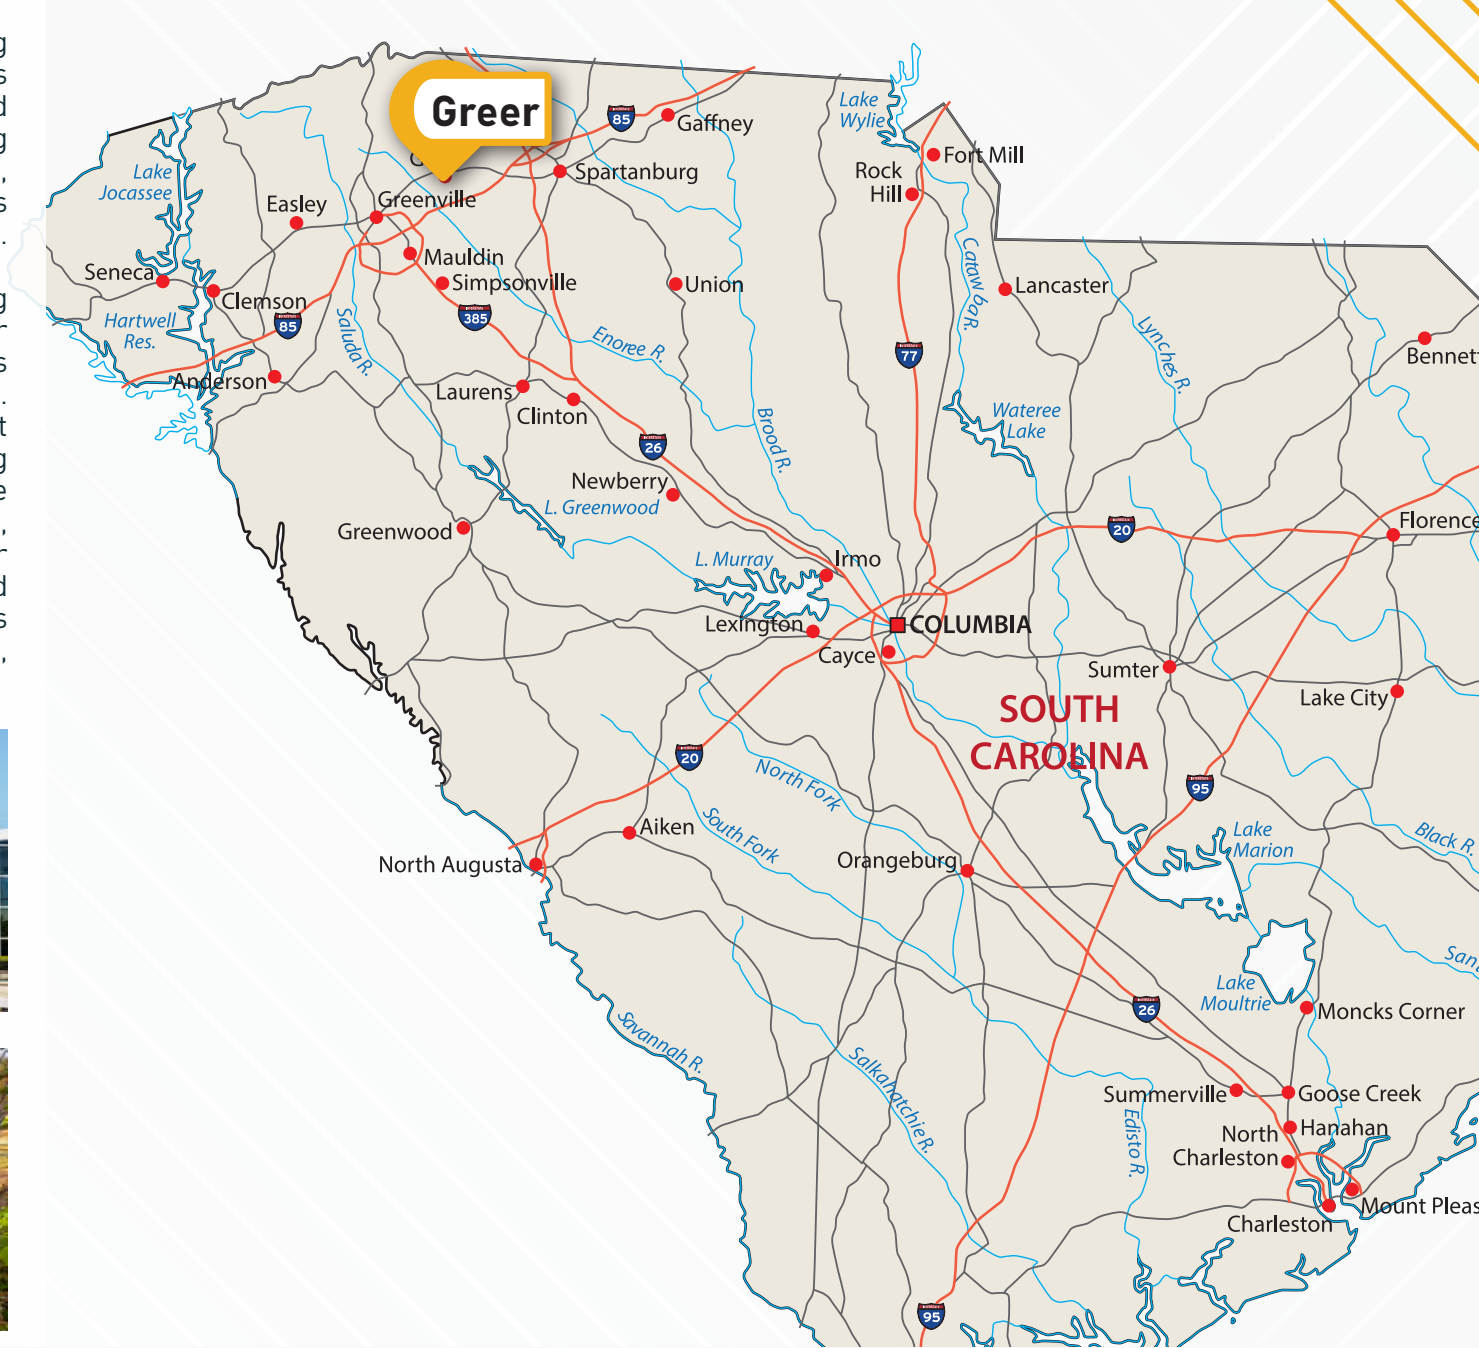 Greer
85
Gaffney
Lake
Wylie
Fort Mill
Rock
Hill
Spartanburg
Lake
Jocassee
Easley
Greenville
Mauldin
Simpsonville
Seneca
Clemson
Union
Catawba R.
Lancaster
Hartwell
Res.
85
385
Saluda R.
Enoree R.
77
Lynches R.
Bennet
Anderson
Laurens
Clinton
Brood R.
Wateree
Lake
26
Newberry
L. Greenwood
Greenwood
20
Florence
L. Murray
Irmo
Lexington
COLUMBIA
Cayce
Sumter
Lake City
SOUTH
CAROLINA
20
North Fork
95
South Fork
Aiken
North Augusta
Orangeburg
Lake
Marion
Black R.
Lake
Moultrie
Moncks Corner
26
Savannah R.
Salkahatchie R.
Summerville
Goose Creek
Edisto R.
Hanahan
North
Charleston
Mount Pleas
Charleston
95